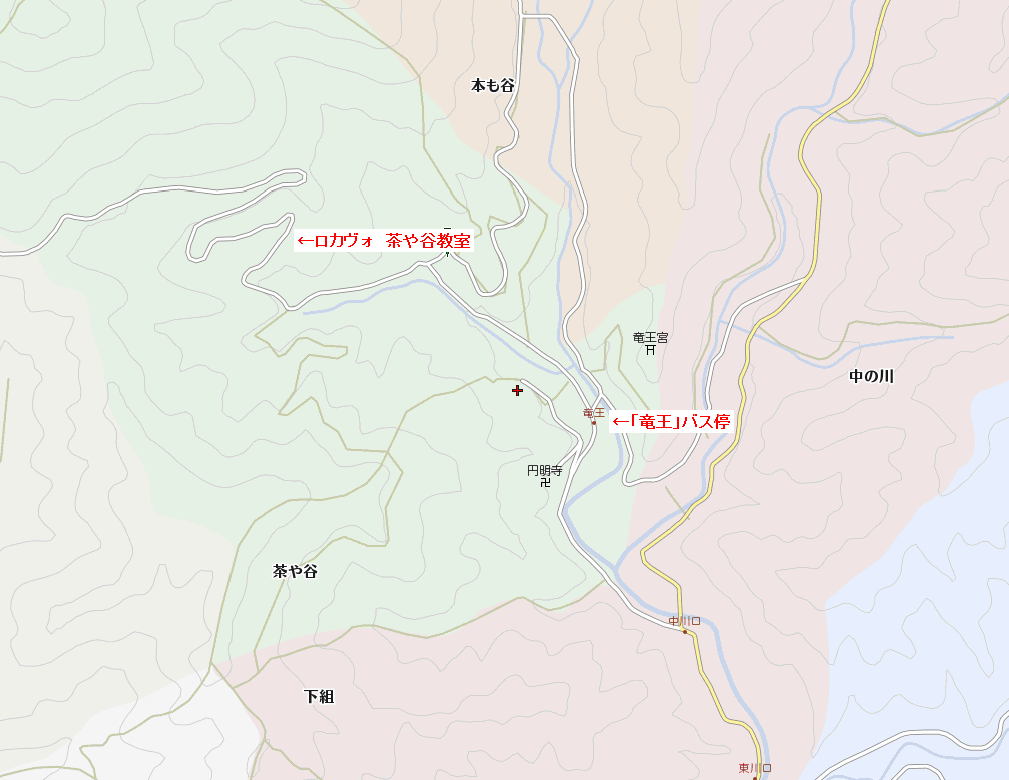 本も谷
←ロカヴォ 茶や谷教室
竜王宮
中の川
竜王
←「竜王」バス停
円明寺
茶や谷
中川口
下組
東川口